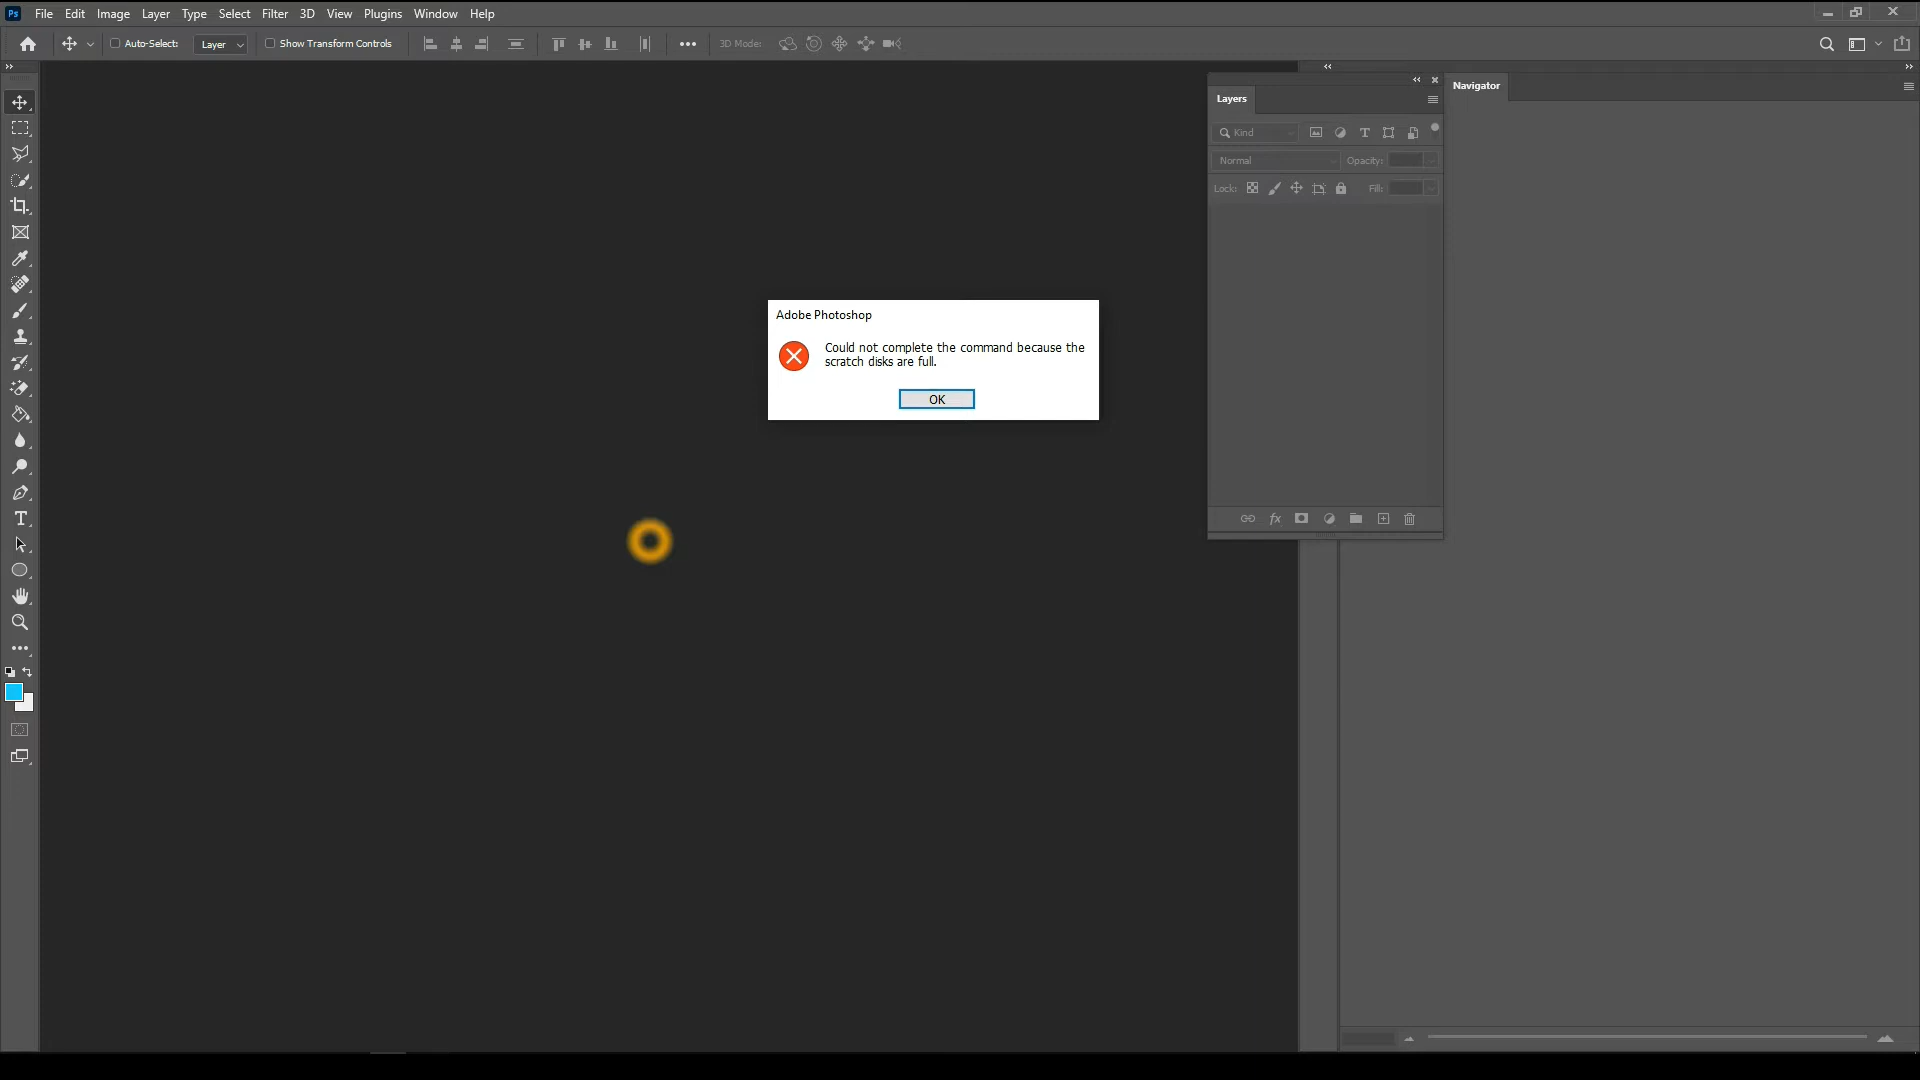 Ps File Edit Image Layer Type Select Filter 3D View Plugins Window Help
Auto-Select: Layer Show Transform Controls 3D Mode:
Layers
Navigator
Kind
Normal Opacity:
Lock: Fill:
Adobe Photoshop
Could not complete the command because the
scratch disks are full.
OK